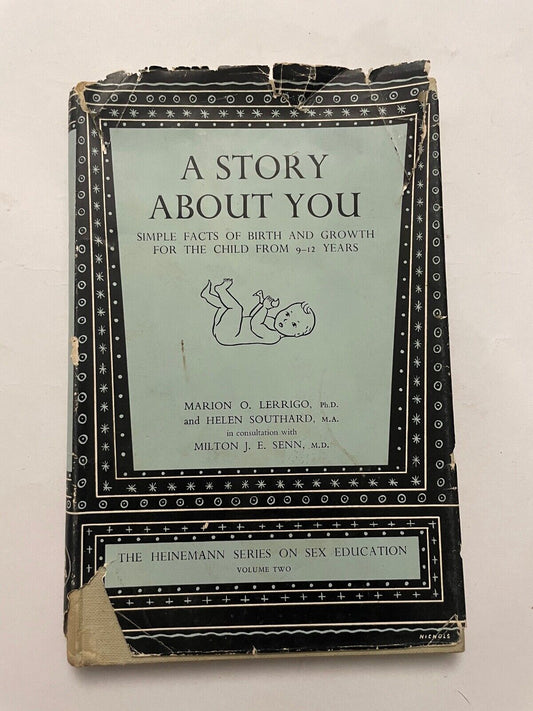 A STORY
ABOUT YOU
SIMPLE FACTS OF BIRTH AND GROWTH
FOR THE CHILD FROM 9–12 YEARS
MARION O. LERRIGO, Ph.D.
and HELEN SOUTHARD, M.A.
in consultation with
MILTON J. E. SENN, M.D.
THE HEINEMANN SERIES ON SEX EDUCATION
VOLUME TWO
NICHOLS